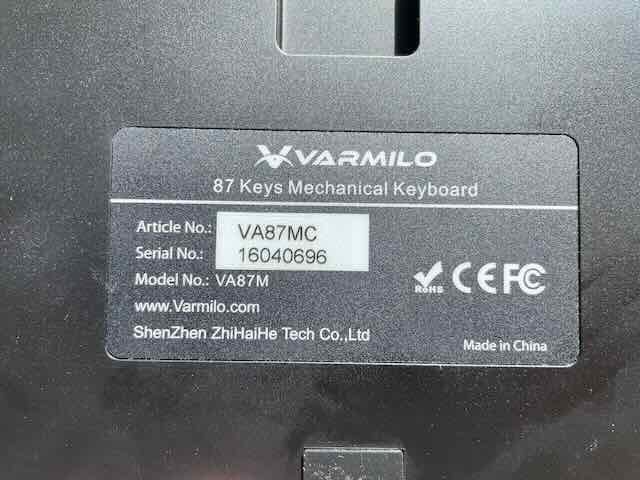 VARMILO
87 Keys Mechanical Keyboard
Article No.: VA87MC
Serial No.: 16040696
Model No.: VA87M
www.Varmilo.com
ShenZhen ZhiHaiHe Tech Co.,Ltd
RoHS CE FC
Made in China